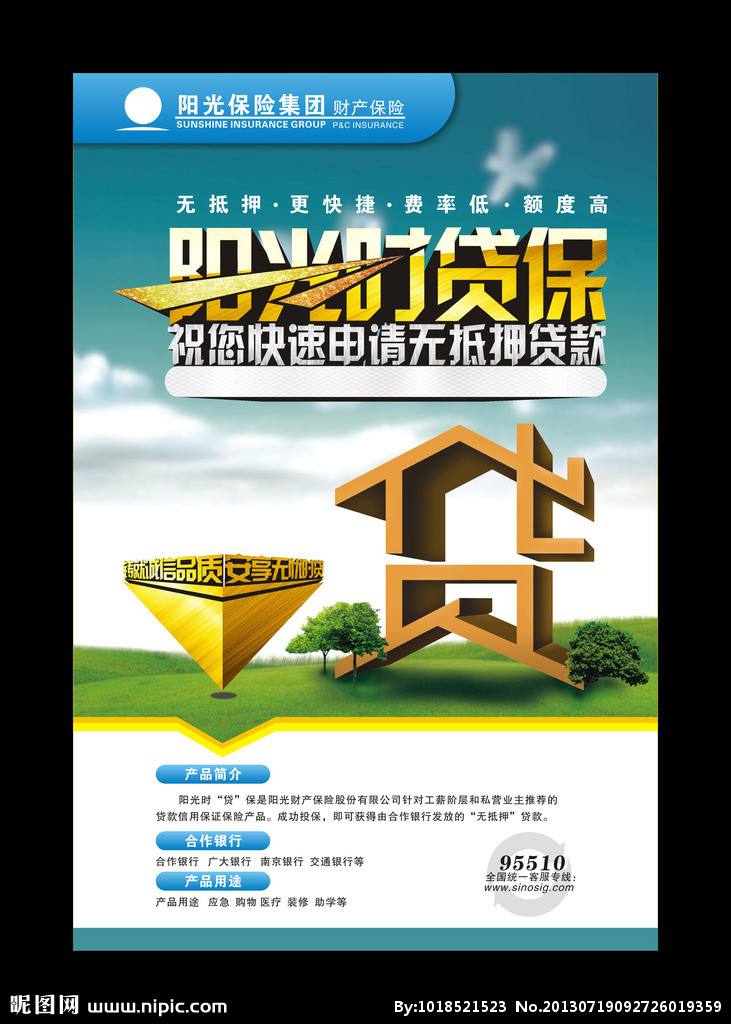 阳光保险集团 财产保险
SUNSHINE INSURANCE GROUP P&C INSURANCE
无抵押·更快捷·费率低·额度高
阳光时贷保
祝您快速申请无抵押贷款
贷
诚信品质 安享无忧时贷
产品简介
阳光时“贷”保是阳光财产保险股份有限公司针对工薪阶层和私营业主推荐的
贷款信用保证保险产品。成功投保，即可获得由合作银行发放的“无抵押”贷款。
合作银行
合作银行 广大银行 南京银行 交通银行等
产品用途
产品用途 应急 购物 医疗 装修 助学等
95510
全国统一客服专线：
www.sinosig.com
昵图网 www.nipic.com
By:1018521523 No.20130719092726019359